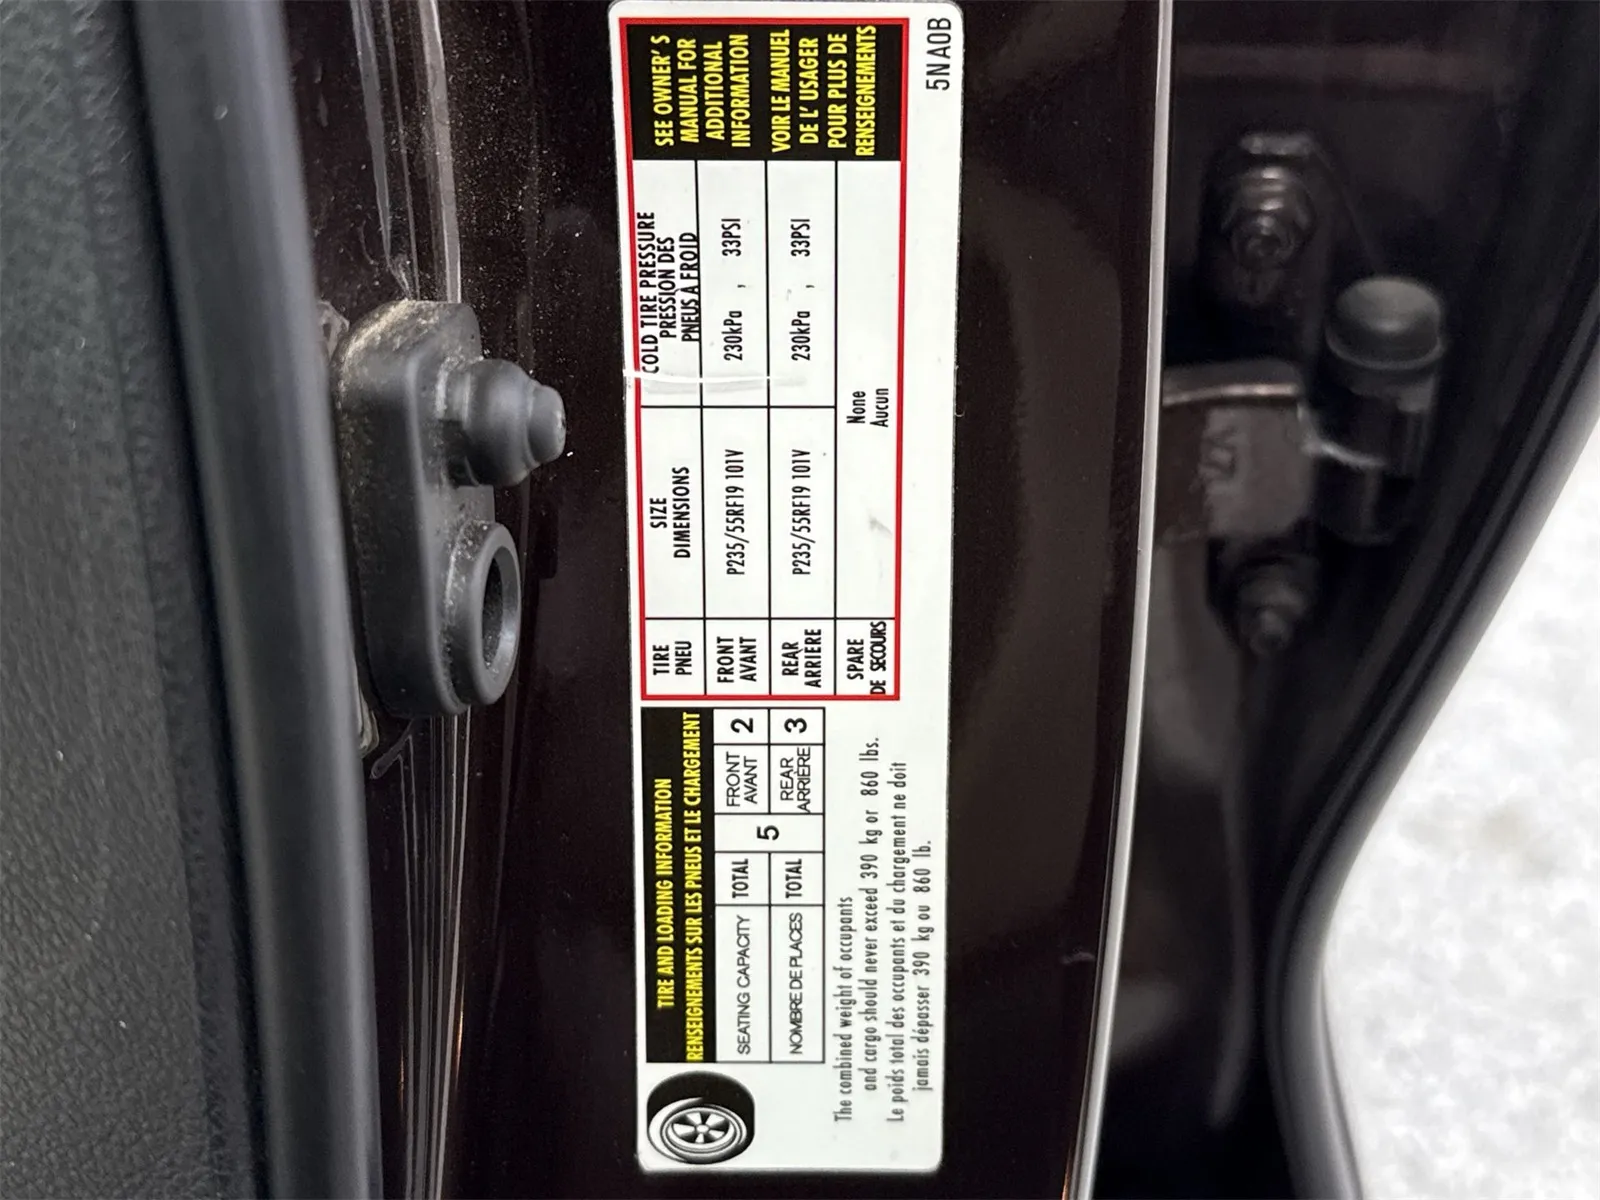 TIRE AND LOADING INFORMATION
RENSEIGNEMENTS SUR LES PNEUS ET LE CHARGEMENT
SEATING CAPACITY TOTAL 5 FRONT AVANT 2
NOMBRE DE PLACES TOTAL REAR ARRIÈRE 3
The combined weight of occupants
and cargo should never exceed 390 kg or 860 lbs.
Le poids total des occupants et du chargement ne doit
jamais dépasser 390 kg ou 860 lb.
TIRE
PNEU
SIZE
DIMENSIONS
COLD TIRE PRESSURE
PRESSION DES
PNEUS A FROID
FRONT
AVANT
P235/55RF19 101V
230kPa , 33PSI
REAR
ARRIERE
P235/55RF19 101V
230kPa , 33PSI
SPARE
DE SECOURS
None
Aucun
SEE OWNER'S
MANUAL FOR
ADDITIONAL
INFORMATION
VOIR LE MANUEL
DE L' USAGER
POUR PLUS DE
RENSEIGNEMENTS
5NA0B